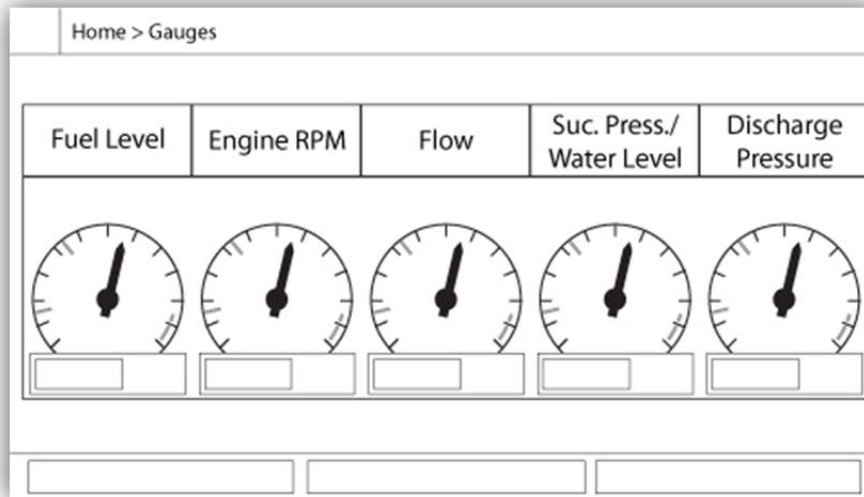 Home > Gauges
Fuel Level
Engine RPM
Flow
Suc. Press./
Water Level
Discharge
Pressure